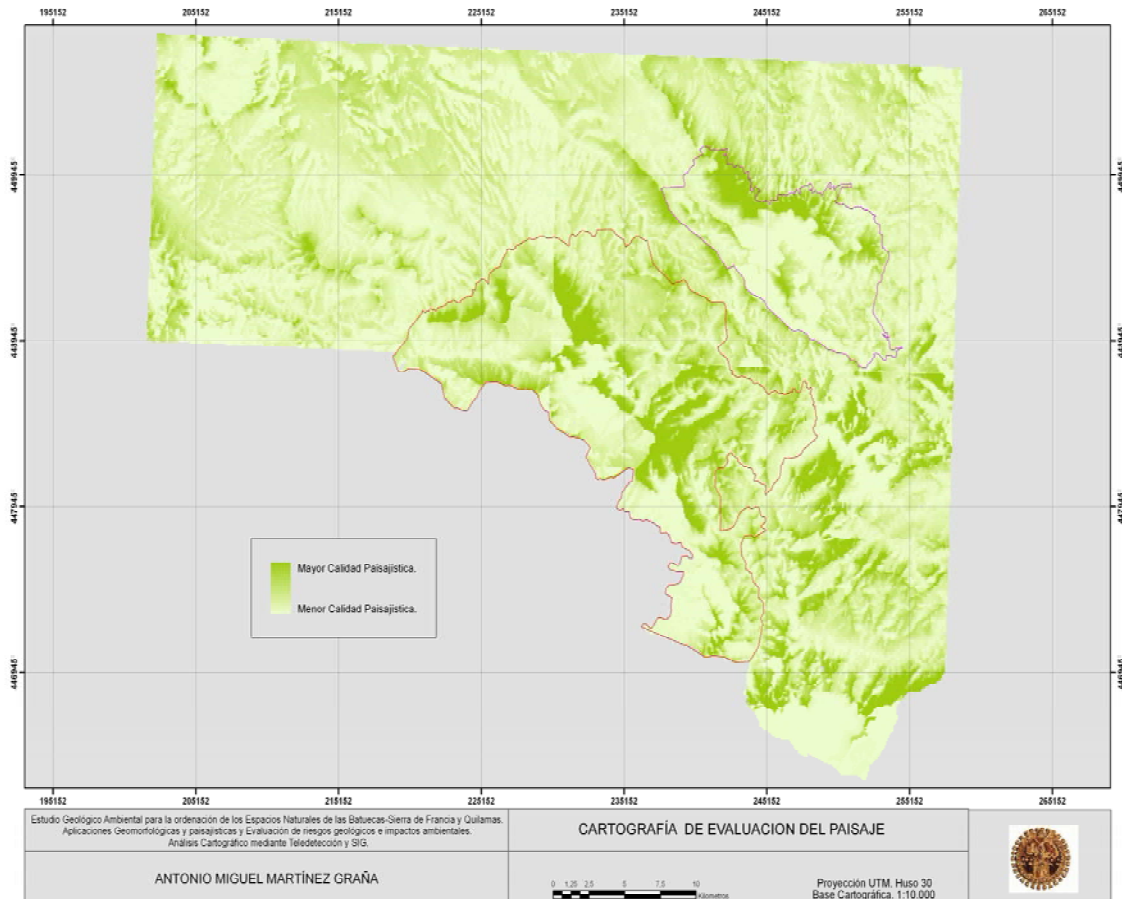 195152 205152 215152 225152 235152 245152 255152 265152
Mayor Calidad Paisajística.
Menor Calidad Paisajística.
195152 205152 215152 225152 235152 245152 255152 265152
Estudio Geológico Ambiental para la ordenación de los Espacios Naturales de las Batuecas-Sierra de Francia y Quilamas.
Aplicaciones Geomorfológicas y paisajísticas y Evaluación de riesgos geológicos e impactos ambientales.
Análisis Cartográfico mediante Teledetección y SIG.
ANTONIO MIGUEL MARTÍNEZ GRAÑA
CARTOGRAFÍA DE EVALUACION DEL PAISAJE
0 1,25 2,5 5 7,5 10
Kilometros
Proyección UTM. Huso 30
Base Cartográfica. 1:10.000